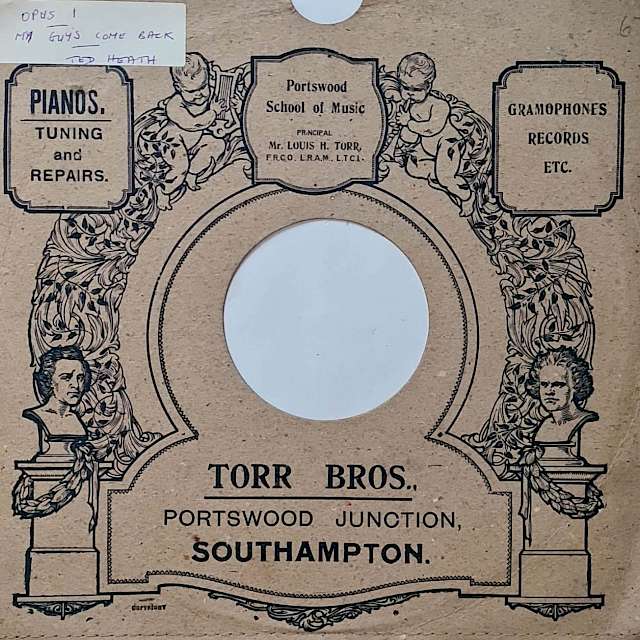 OPUS 1
MY GUYS COME BACK
TED HEATH
6
PIANOS.
TUNING
and
REPAIRS.
Portswood
School of Music
PRINCIPAL
Mr. LOUIS H. TORR,
F.R.C.O. L.R.A.M. L.T.C.L.
GRAMOPHONES
RECORDS
ETC.
TORR BROS.,
PORTSWOOD JUNCTION,
SOUTHAMPTON.
COPYRIGHT